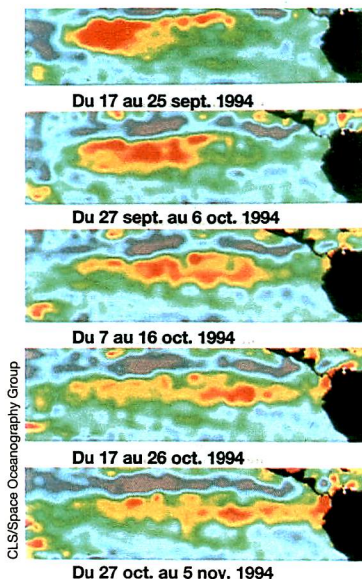 Du 17 au 25 sept. 1994
Du 27 sept. au 6 oct. 1994
Du 7 au 16 oct. 1994
Du 17 au 26 oct. 1994
Du 27 oct. au 5 nov. 1994
CLS/Space Oceanography Group